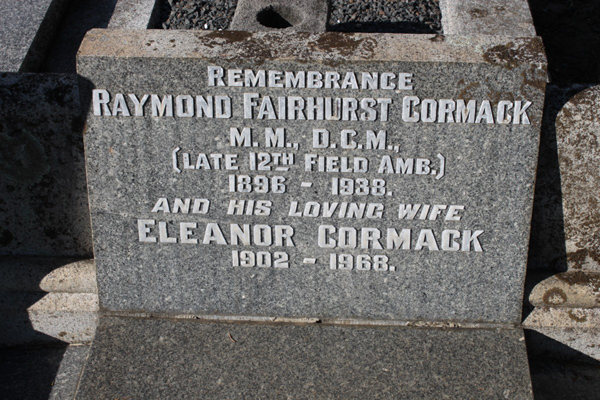 REMEMBRANCE
RAYMOND FAIRHURST CORMACK
M.M., D.C.M.,
(LATE 12TH FIELD AMB.)
1896 - 1938.
AND HIS LOVING WIFE
ELEANOR CORMACK
1902 - 1968.